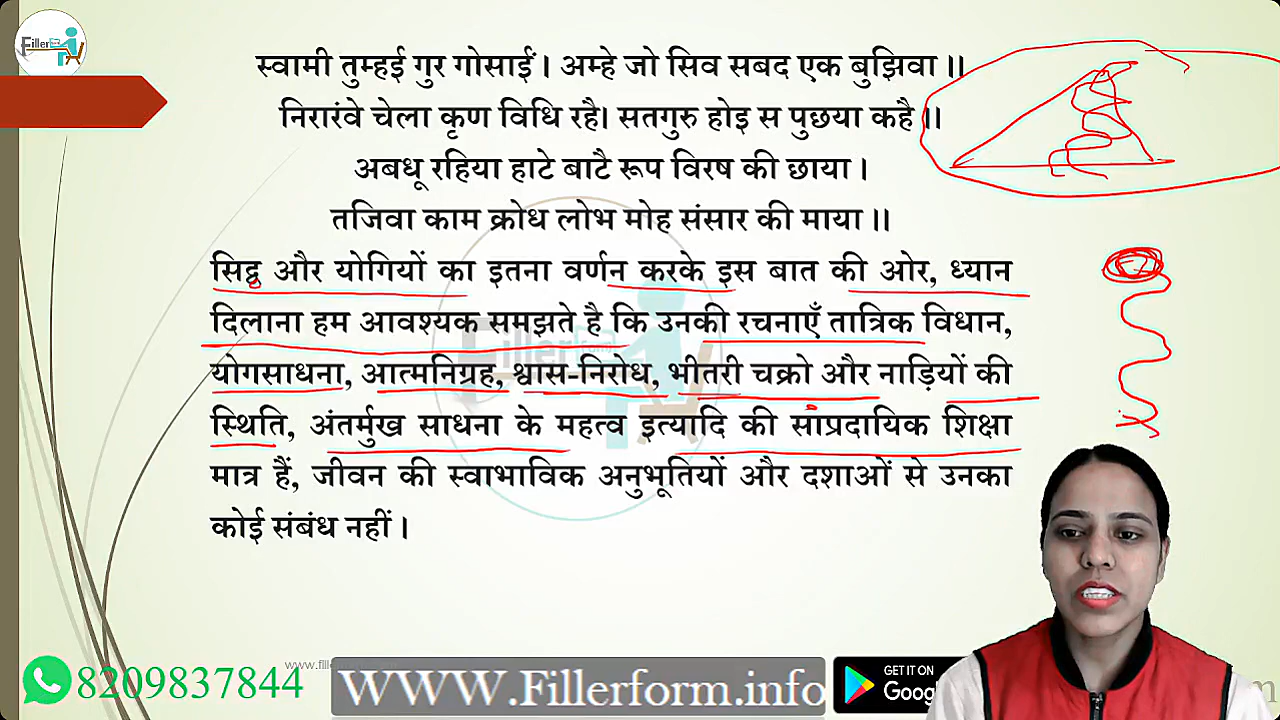 Fillerform
स्वामी तुम्हई गुर गोसाईं। अम्हे जो सिव सबद एक बुझिवा॥
निरारंवे चेला कृण विधि रहै। सतगुरु होइ स पुछया कहै॥
अबधू रहिया हाटे बाटै रूप विरष की छाया।
तजिवा काम क्रोध लोभ मोह संसार की माया॥
सिद्व और योगियों का इतना वर्णन करके इस बात की ओर, ध्यान
दिलाना हम आवश्यक समझते है कि उनकी रचनाएँ तात्रिक विधान,
योगसाधना, आत्मनिग्रह, श्वास-निरोध, भीतरी चक्रो और नाड़ियों की
स्थिति, अंतर्मुख साधना के महत्व इत्यादि की सांप्रदायिक शिक्षा
मात्र हैं, जीवन की स्वाभाविक अनुभूतियों और दशाओं से उनका
कोई संबंध नहीं।
8209837844
WWW.Fillerform.info
GET IT ON